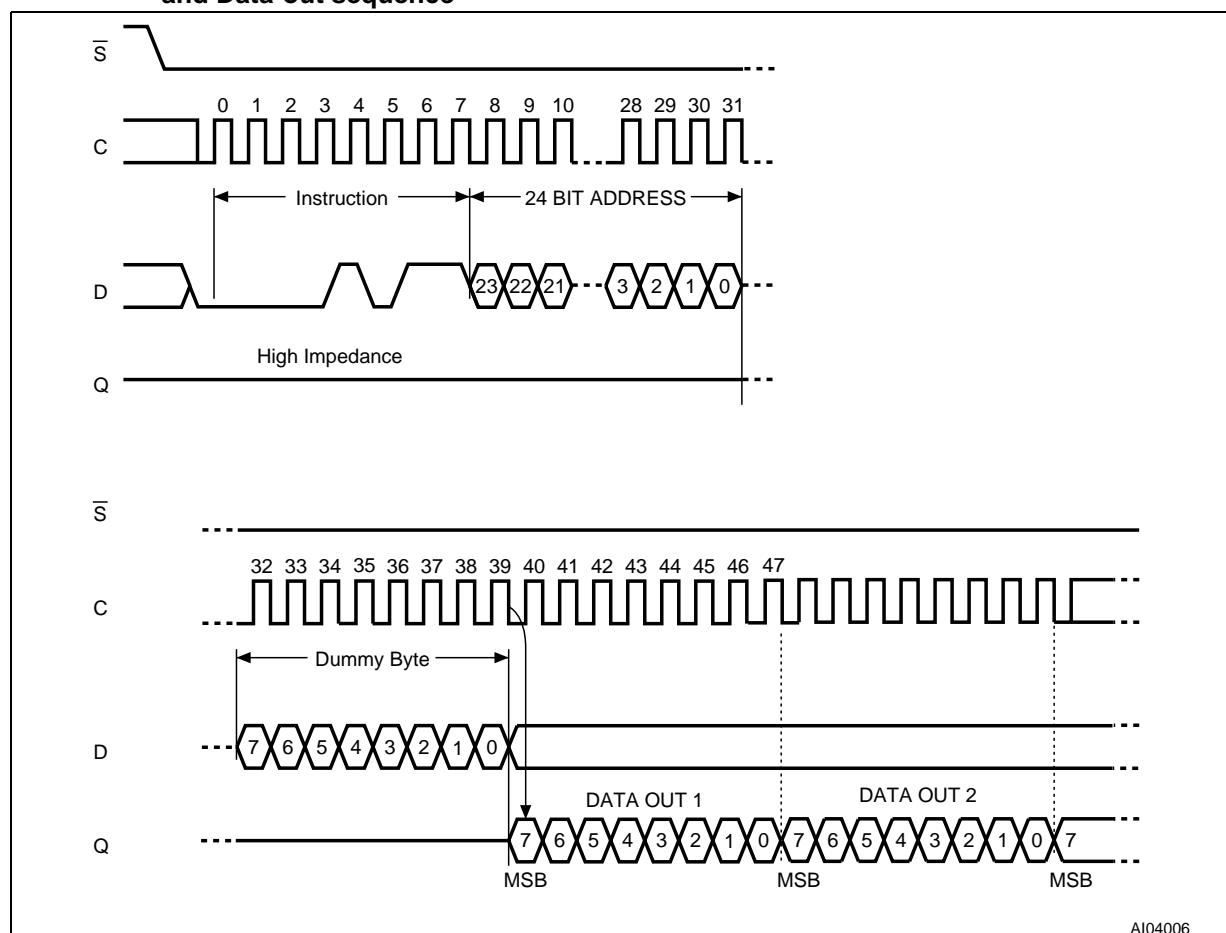 and Data Out sequence
S
0 1 2 3 4 5 6 7 8 9 10 28 29 30 31
C
Instruction 24 BIT ADDRESS
D 23 22 21 3 2 1 0
High Impedance
Q
S
32 33 34 35 36 37 38 39 40 41 42 43 44 45 46 47
C
Dummy Byte
D 7 6 5 4 3 2 1 0
DATA OUT 1 DATA OUT 2
Q 7 6 5 4 3 2 1 0 7 6 5 4 3 2 1 0 7
MSB MSB MSB
AI04006